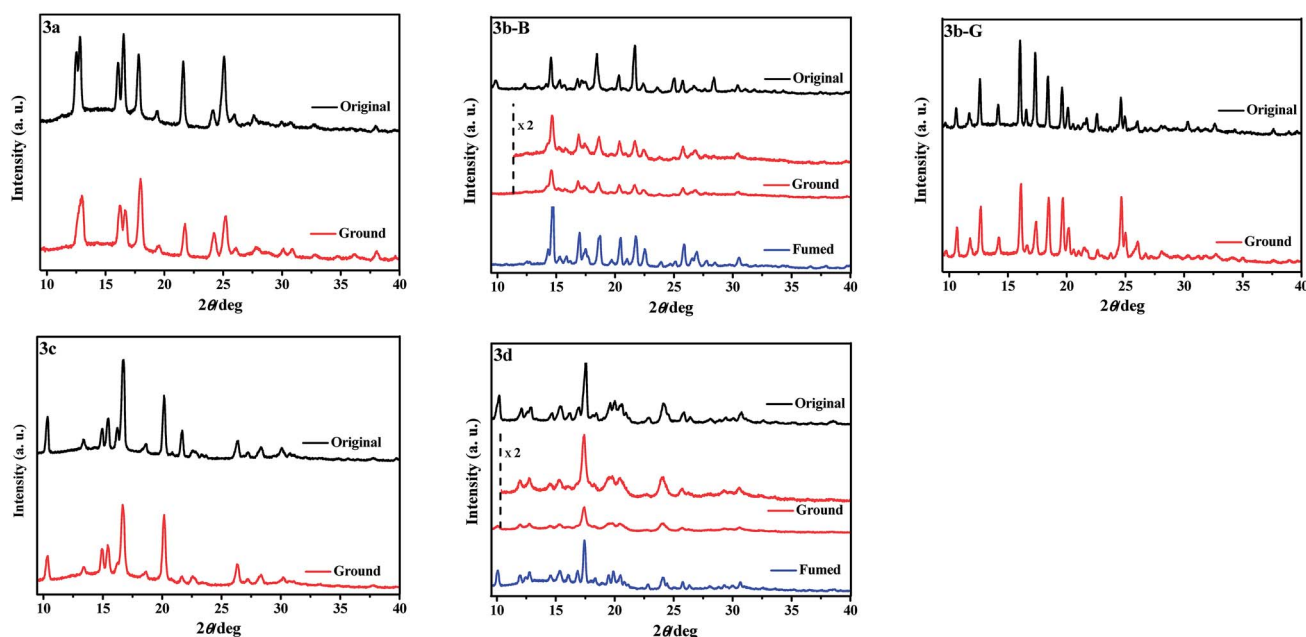 3a
Original
Ground
Intensity (a. u.)
10 15 20 25 30 35 40
2θ/deg
3b-B
Original
x 2
Ground
Fumed
Intensity (a. u.)
10 15 20 25 30 35 40
2θ/deg
3b-G
Original
Ground
Intensity (a. u.)
10 15 20 25 30 35 40
2θ/deg
3c
Original
Ground
Intensity (a. u.)
10 15 20 25 30 35 40
2θ/deg
3d
Original
x 2
Ground
Fumed
Intensity (a. u.)
10 15 20 25 30 35 40
2θ/deg